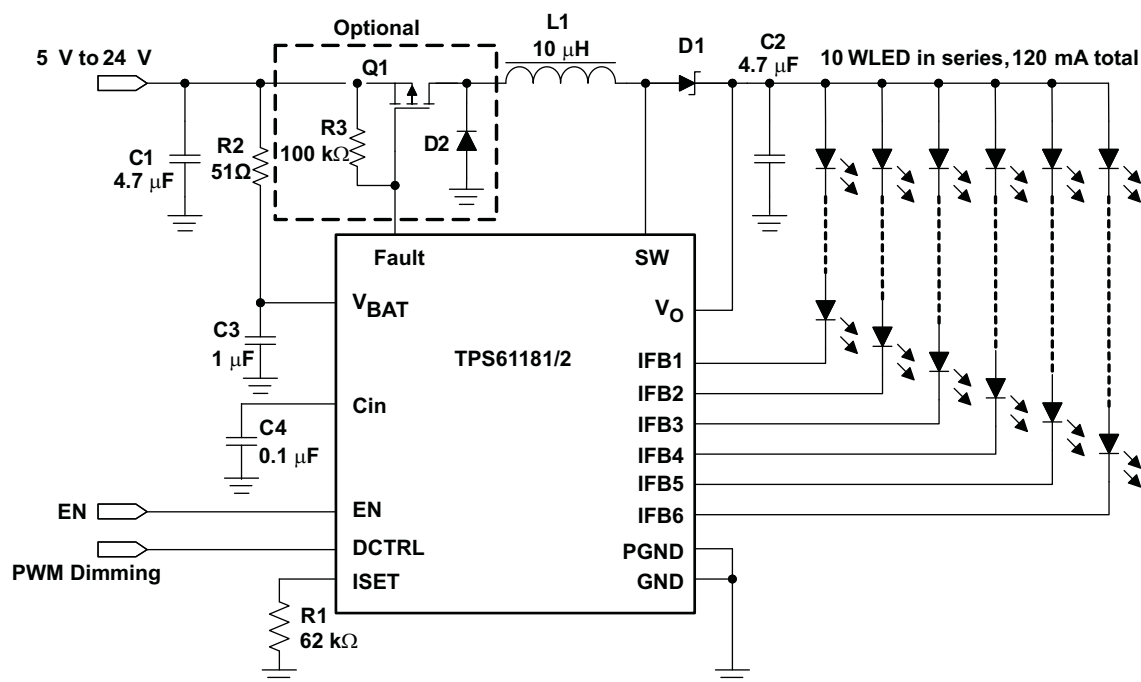 Optional
5 V to 24 V
Q1
L1
10 μH
D1
C2
4.7 μF
10 WLED in series, 120 mA total
R3
100 kΩ
D2
R2
51Ω
C1
4.7 μF
Fault
SW
VBAT
VO
C3
1 μF
TPS61181/2
IFB1
IFB2
IFB3
IFB4
IFB5
IFB6
Cin
C4
0.1 μF
EN
EN
PWM Dimming
DCTRL
PGND
ISET
GND
R1
62 kΩ